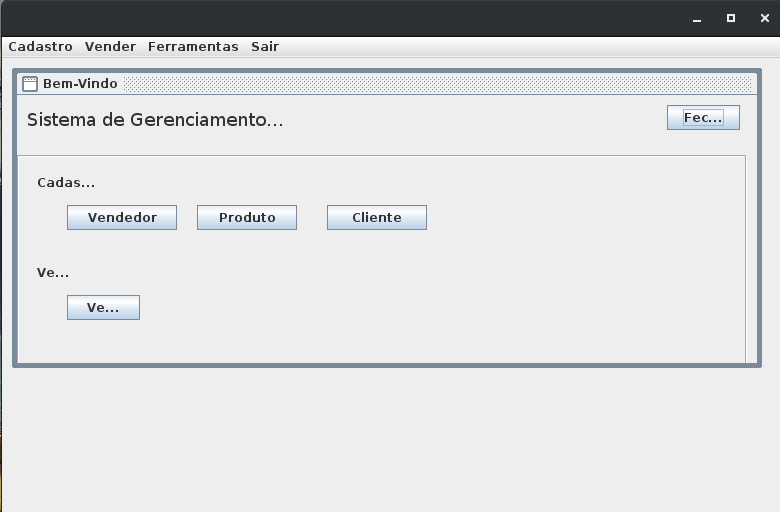 Cadastro Vender Ferramentas Sair
Bem-Vindo
Sistema de Gerenciamento...
Fec...
Cadas...
Vendedor Produto Cliente
Ve...
Ve...